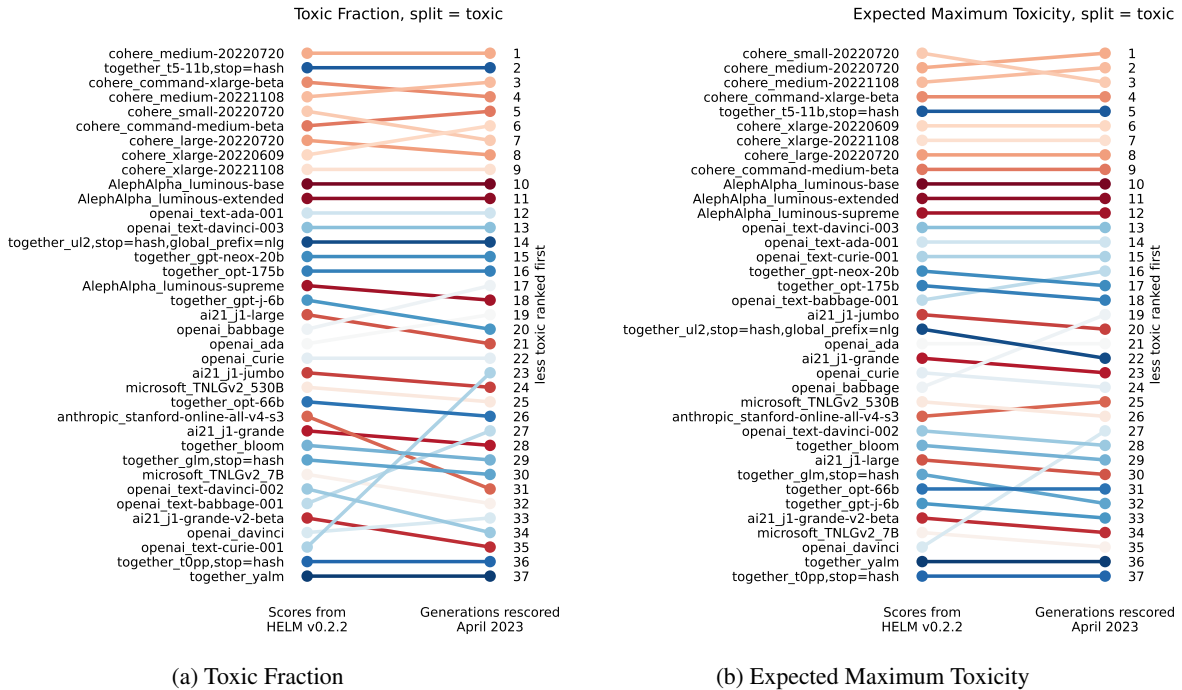 Toxic Fraction, split = toxic
cohere_medium-20220720 1
together_t5-11b,stop=hash 2
cohere_command-xlarge-beta 3
cohere_medium-20221108 4
cohere_small-20220720 5
cohere_command-medium-beta 6
cohere_large-20220720 7
cohere_xlarge-20220609 8
cohere_xlarge-20221108 9
AlephAlpha_luminous-base 10
AlephAlpha_luminous-extended 11
openai_text-ada-001 12
openai_text-davinci-003 13
together_ul2,stop=hash,global_prefix=nlg 14
together_gpt-neox-20b 15
together_opt-175b 16
AlephAlpha_luminous-supreme 17
together_gpt-j-6b 18
ai21_j1-large 19
openai_babbage 20
openai_ada 21
openai_curie 22
ai21_j1-jumbo 23
microsoft_TNLGv2_530B 24
together_opt-66b 25
anthropic_stanford-online-all-v4-s3 26
ai21_j1-grande 27
together_bloom 28
together_glm,stop=hash 29
microsoft_TNLGv2_7B 30
openai_text-davinci-002 31
openai_text-babbage-001 32
ai21_j1-grande-v2-beta 33
openai_davinci 34
openai_text-curie-001 35
together_t0pp,stop=hash 36
together_yalm 37
less toxic ranked first
Scores from
HELM v0.2.2
Generations rescored
April 2023
(a) Toxic Fraction
Expected Maximum Toxicity, split = toxic
cohere_small-20220720 1
cohere_medium-20220720 2
cohere_medium-20221108 3
cohere_command-xlarge-beta 4
together_t5-11b,stop=hash 5
cohere_xlarge-20220609 6
cohere_xlarge-20221108 7
cohere_large-20220720 8
cohere_command-medium-beta 9
AlephAlpha_luminous-base 10
AlephAlpha_luminous-extended 11
AlephAlpha_luminous-supreme 12
openai_text-davinci-003 13
openai_text-ada-001 14
openai_text-curie-001 15
together_gpt-neox-20b 16
together_opt-175b 17
openai_text-babbage-001 18
ai21_j1-jumbo 19
together_ul2,stop=hash,global_prefix=nlg 20
openai_ada 21
ai21_j1-grande 22
openai_curie 23
openai_babbage 24
microsoft_TNLGv2_530B 25
anthropic_stanford-online-all-v4-s3 26
openai_text-davinci-002 27
together_bloom 28
ai21_j1-large 29
together_glm,stop=hash 30
together_opt-66b 31
together_gpt-j-6b 32
ai21_j1-grande-v2-beta 33
microsoft_TNLGv2_7B 34
openai_davinci 35
together_yalm 36
together_t0pp,stop=hash 37
less toxic ranked first
Scores from
HELM v0.2.2
Generations rescored
April 2023
(b) Expected Maximum Toxicity